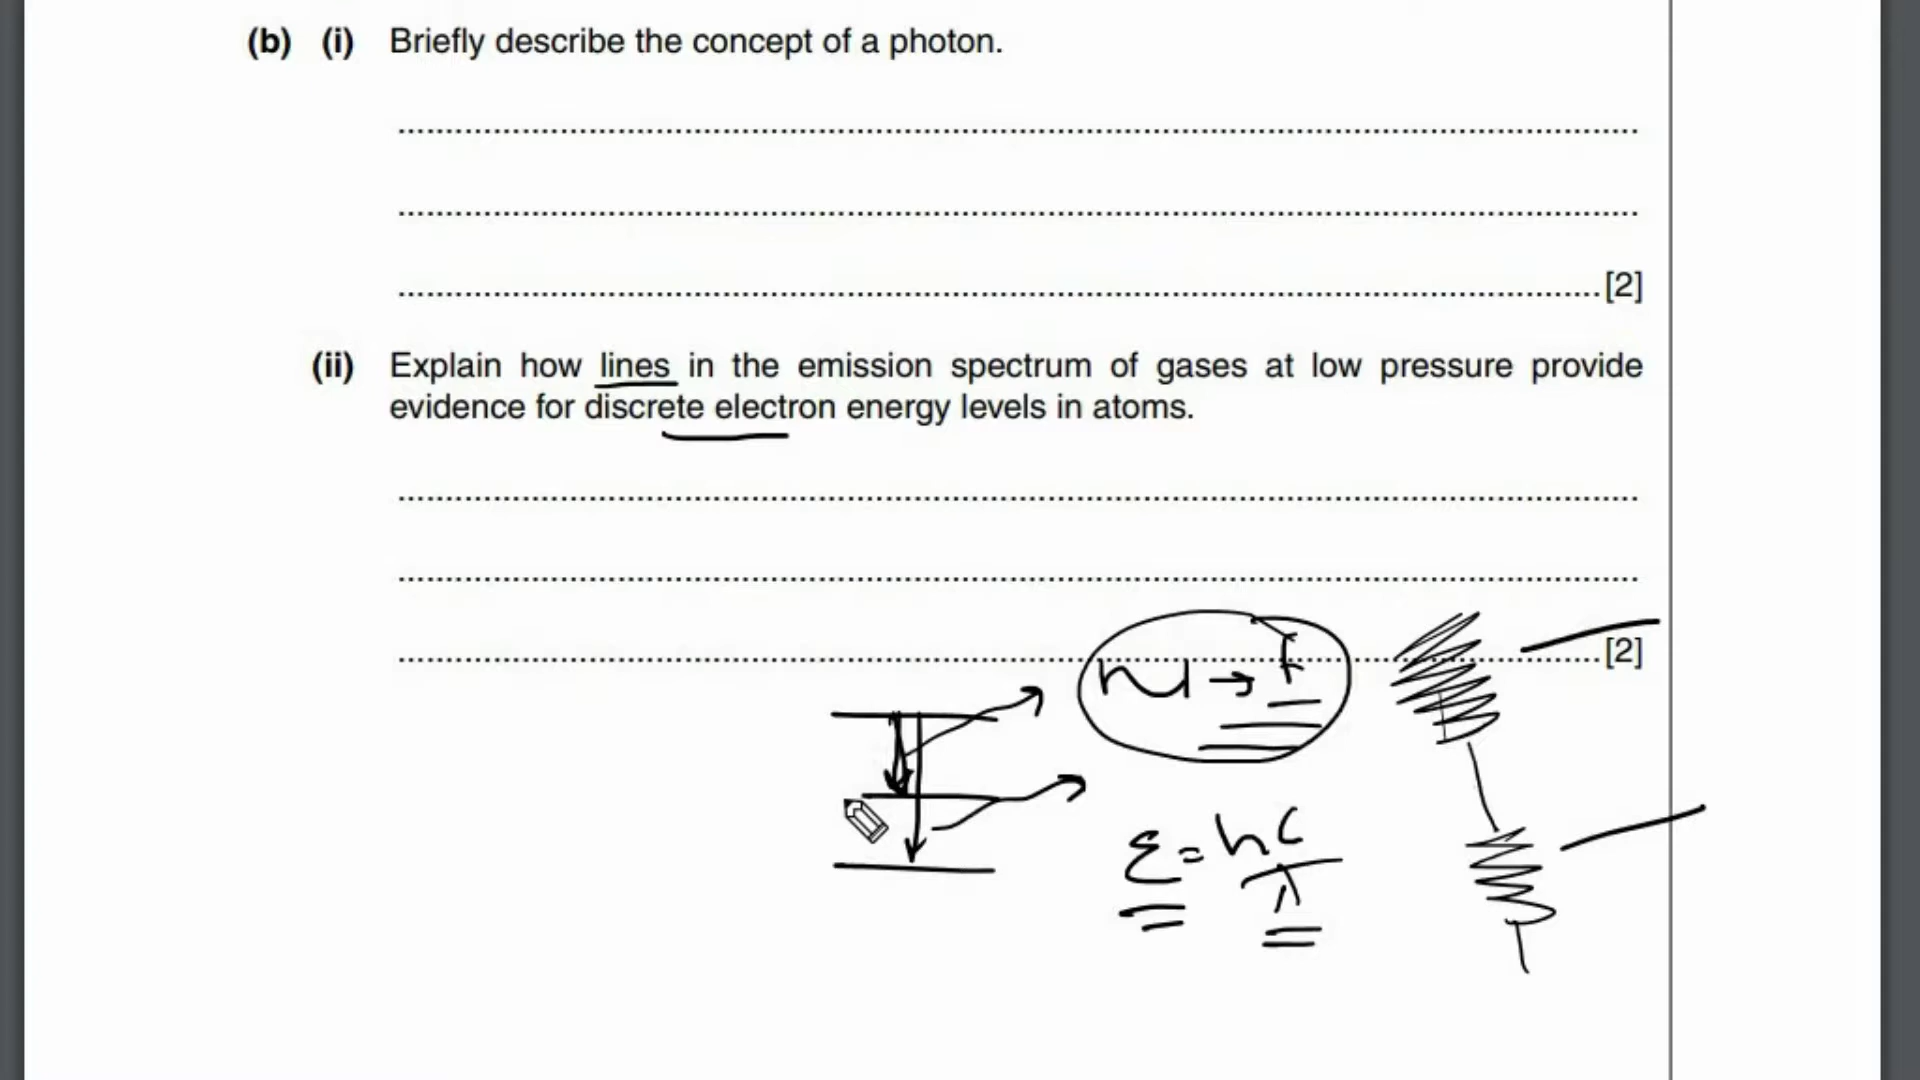 (b) (i) Briefly describe the concept of a photon.
[2]
(ii) Explain how lines in the emission spectrum of gases at low pressure provide
evidence for discrete electron energy levels in atoms.
[2]
→ f
E = hc
λ